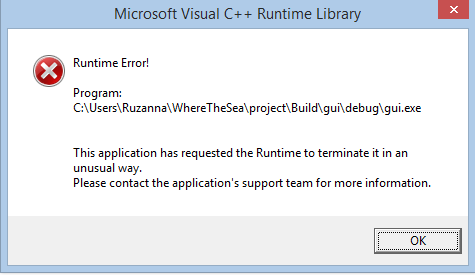 Microsoft Visual C++ Runtime Library
Runtime Error!
Program:
C:\Users\Ruzanna\WhereTheSea\project\Build\gui\debug\gui.exe
This application has requested the Runtime to terminate it in an
unusual way.
Please contact the application's support team for more information.
OK